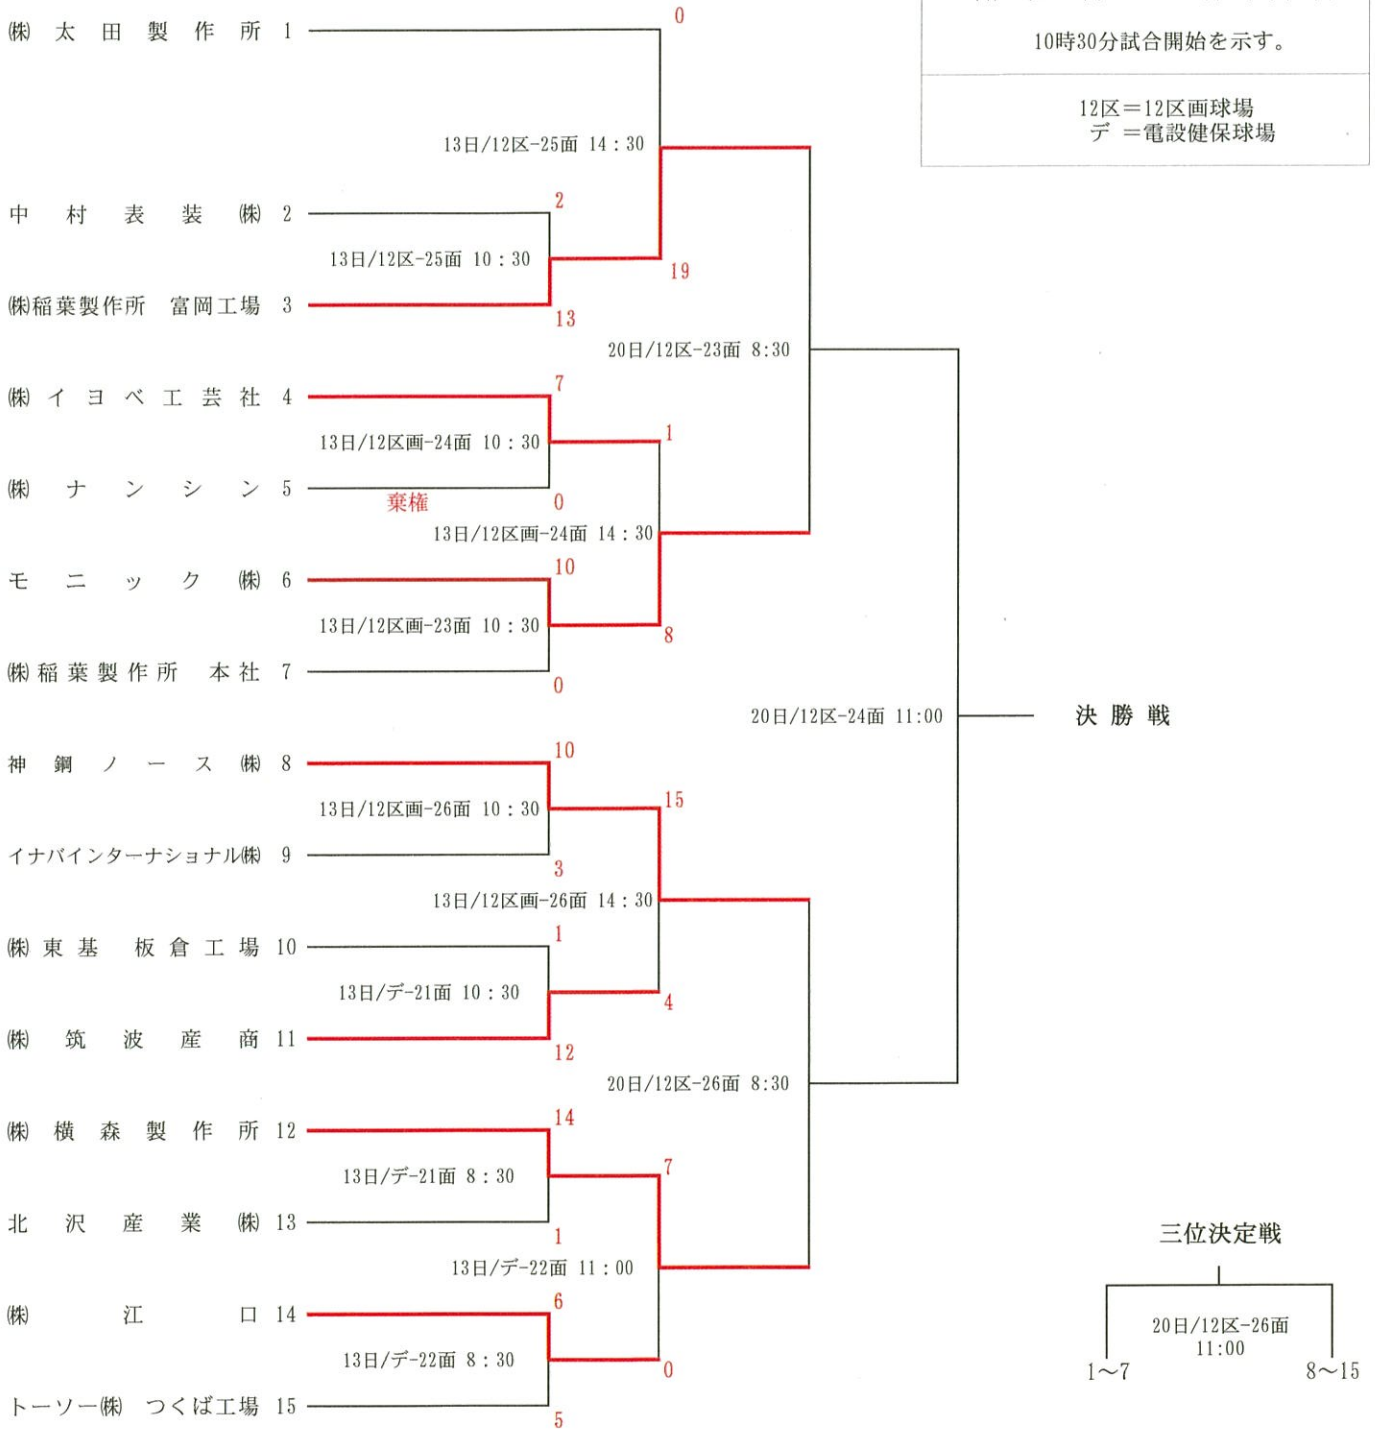 0
㈱ 太 田 製 作 所 1
10時30分試合開始を示す。
12区＝12区画球場
デ ＝電設健保球場
13日/12区-25面 14：30
2
中 村 表 装 ㈱ 2
13日/12区-25面 10：30
19
㈱稲葉製作所 富岡工場 3
13
20日/12区-23面 8:30
7
㈱ イ ヨ ベ 工 芸 社 4
1
13日/12区画-24面 10：30
㈱ ナ ン シ ン 5
棄権
0
13日/12区画-24面 14：30
10
モ ニ ッ ク ㈱ 6
13日/12区画-23面 10：30
8
㈱ 稲 葉 製 作 所 本 社 7
0
20日/12区-24面 11:00
決 勝 戦
10
神 鋼 ノ ー ス ㈱ 8
15
13日/12区画-26面 10：30
イナバインターナショナル㈱ 9
3
13日/12区画-26面 14：30
1
㈱ 東 基 板 倉 工 場 10
13日/デ-21面 10：30
4
㈱ 筑 波 産 商 11
12
20日/12区-26面 8:30
14
㈱ 横 森 製 作 所 12
7
13日/デ-21面 8：30
北 沢 産 業 ㈱ 13
1
三位決定戦
13日/デ-22面 11：00
6
㈱ 江 口 14
20日/12区-26面
11:00
13日/デ-22面 8：30
0
1～7
8～15
トーソー㈱ つくば工場 15
5